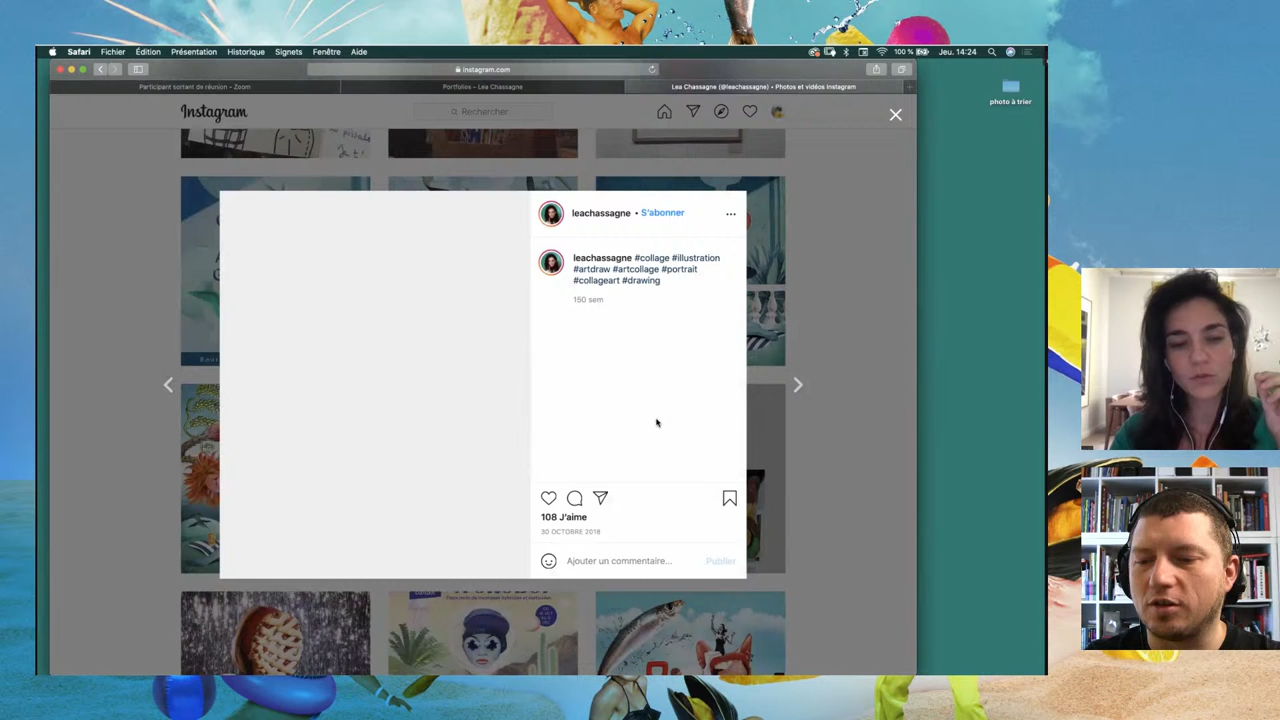 Safari Fichier Édition Présentation Historique Signets Fenêtre Aide
100 % Jeu. 14:24
instagram.com
Participant sortant de réunion - Zoom
Portfolios – Lea Chassagne
Lea Chassagne (@leachassagne) • Photos et vidéos Instagram
photo à trier
Instagram
Rechercher
leachassagne • S'abonner
leachassagne #collage #illustration
#artdraw #artcollage #portrait
#collageart #drawing
150 sem
108 J'aime
30 OCTOBRE 2018
Ajouter un commentaire... Publier